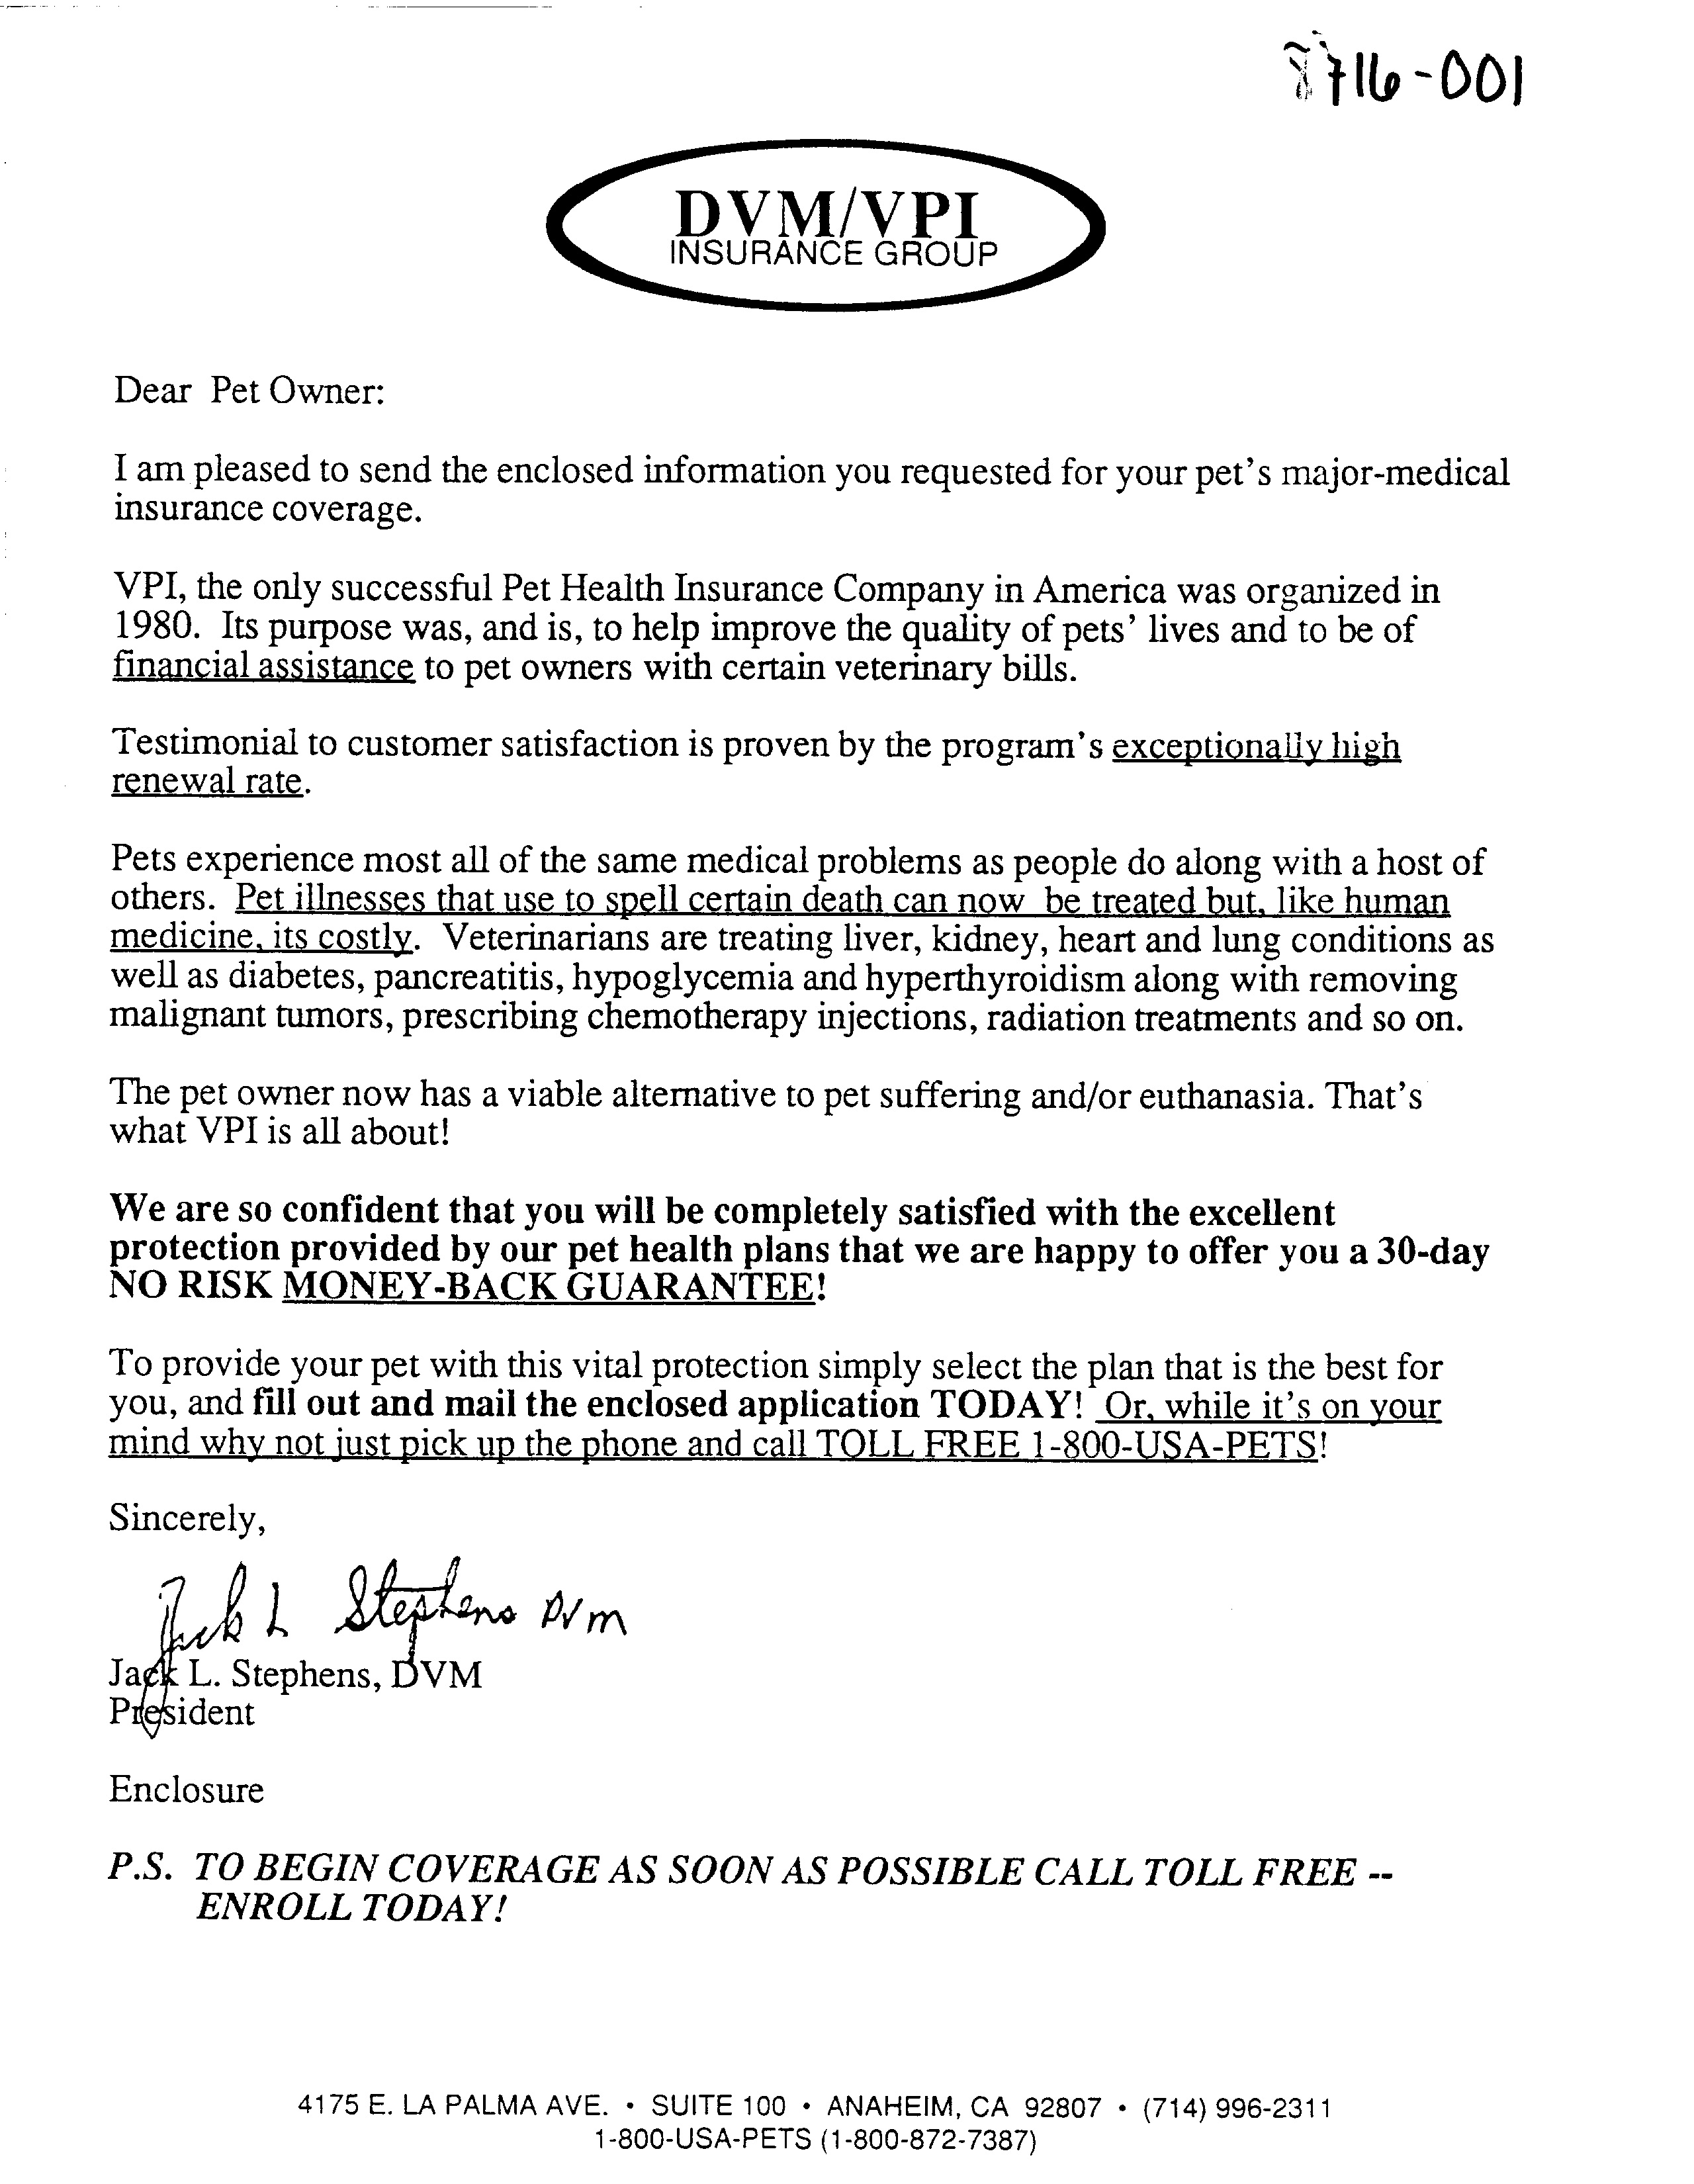 716-001
DVM/VPI
INSURANCE GROUP
Dear Pet Owner:
I am pleased to send the enclosed information you requested for your pet's major-medical
insurance coverage.
VPI, the only successful Pet Health Insurance Company in America was organized in
1980. Its purpose was, and is, to help improve the quality of pets' lives and to be of
financial assistance to pet owners with certain veterinary bills.
Testimonial to customer satisfaction is proven by the program's exceptionally high
renewal rate.
Pets experience most all of the same medical problems as people do along with a host of
others. Pet illnesses that use to spell certain death can now be treated but, like human
medicine, its costly. Veterinarians are treating liver, kidney, heart and lung conditions as
well as diabetes, pancreatitis, hypoglycemia and hyperthyroidism along with removing
malignant tumors, prescribing chemotherapy injections, radiation treatments and so on.
The pet owner now has a viable alternative to pet suffering and/or euthanasia. That's
what VPI is all about!
We are so confident that you will be completely satisfied with the excellent
protection provided by our pet health plans that we are happy to offer you a 30-day
NO RISK MONEY-BACK GUARANTEE!
To provide your pet with this vital protection simply select the plan that is the best for
you, and fill out and mail the enclosed application TODAY! Or, while it's on your
mind why not just pick up the phone and call TOLL FREE 1-800-USA-PETS!
Sincerely,
Jack L Stephens DVM
Jack L. Stephens, DVM
President
Enclosure
P.S. TO BEGIN COVERAGE AS SOON AS POSSIBLE CALL TOLL FREE --
ENROLL TODAY!
4175 E. LA PALMA AVE. • SUITE 100 • ANAHEIM, CA 92807 • (714) 996-2311
1-800-USA-PETS (1-800-872-7387)